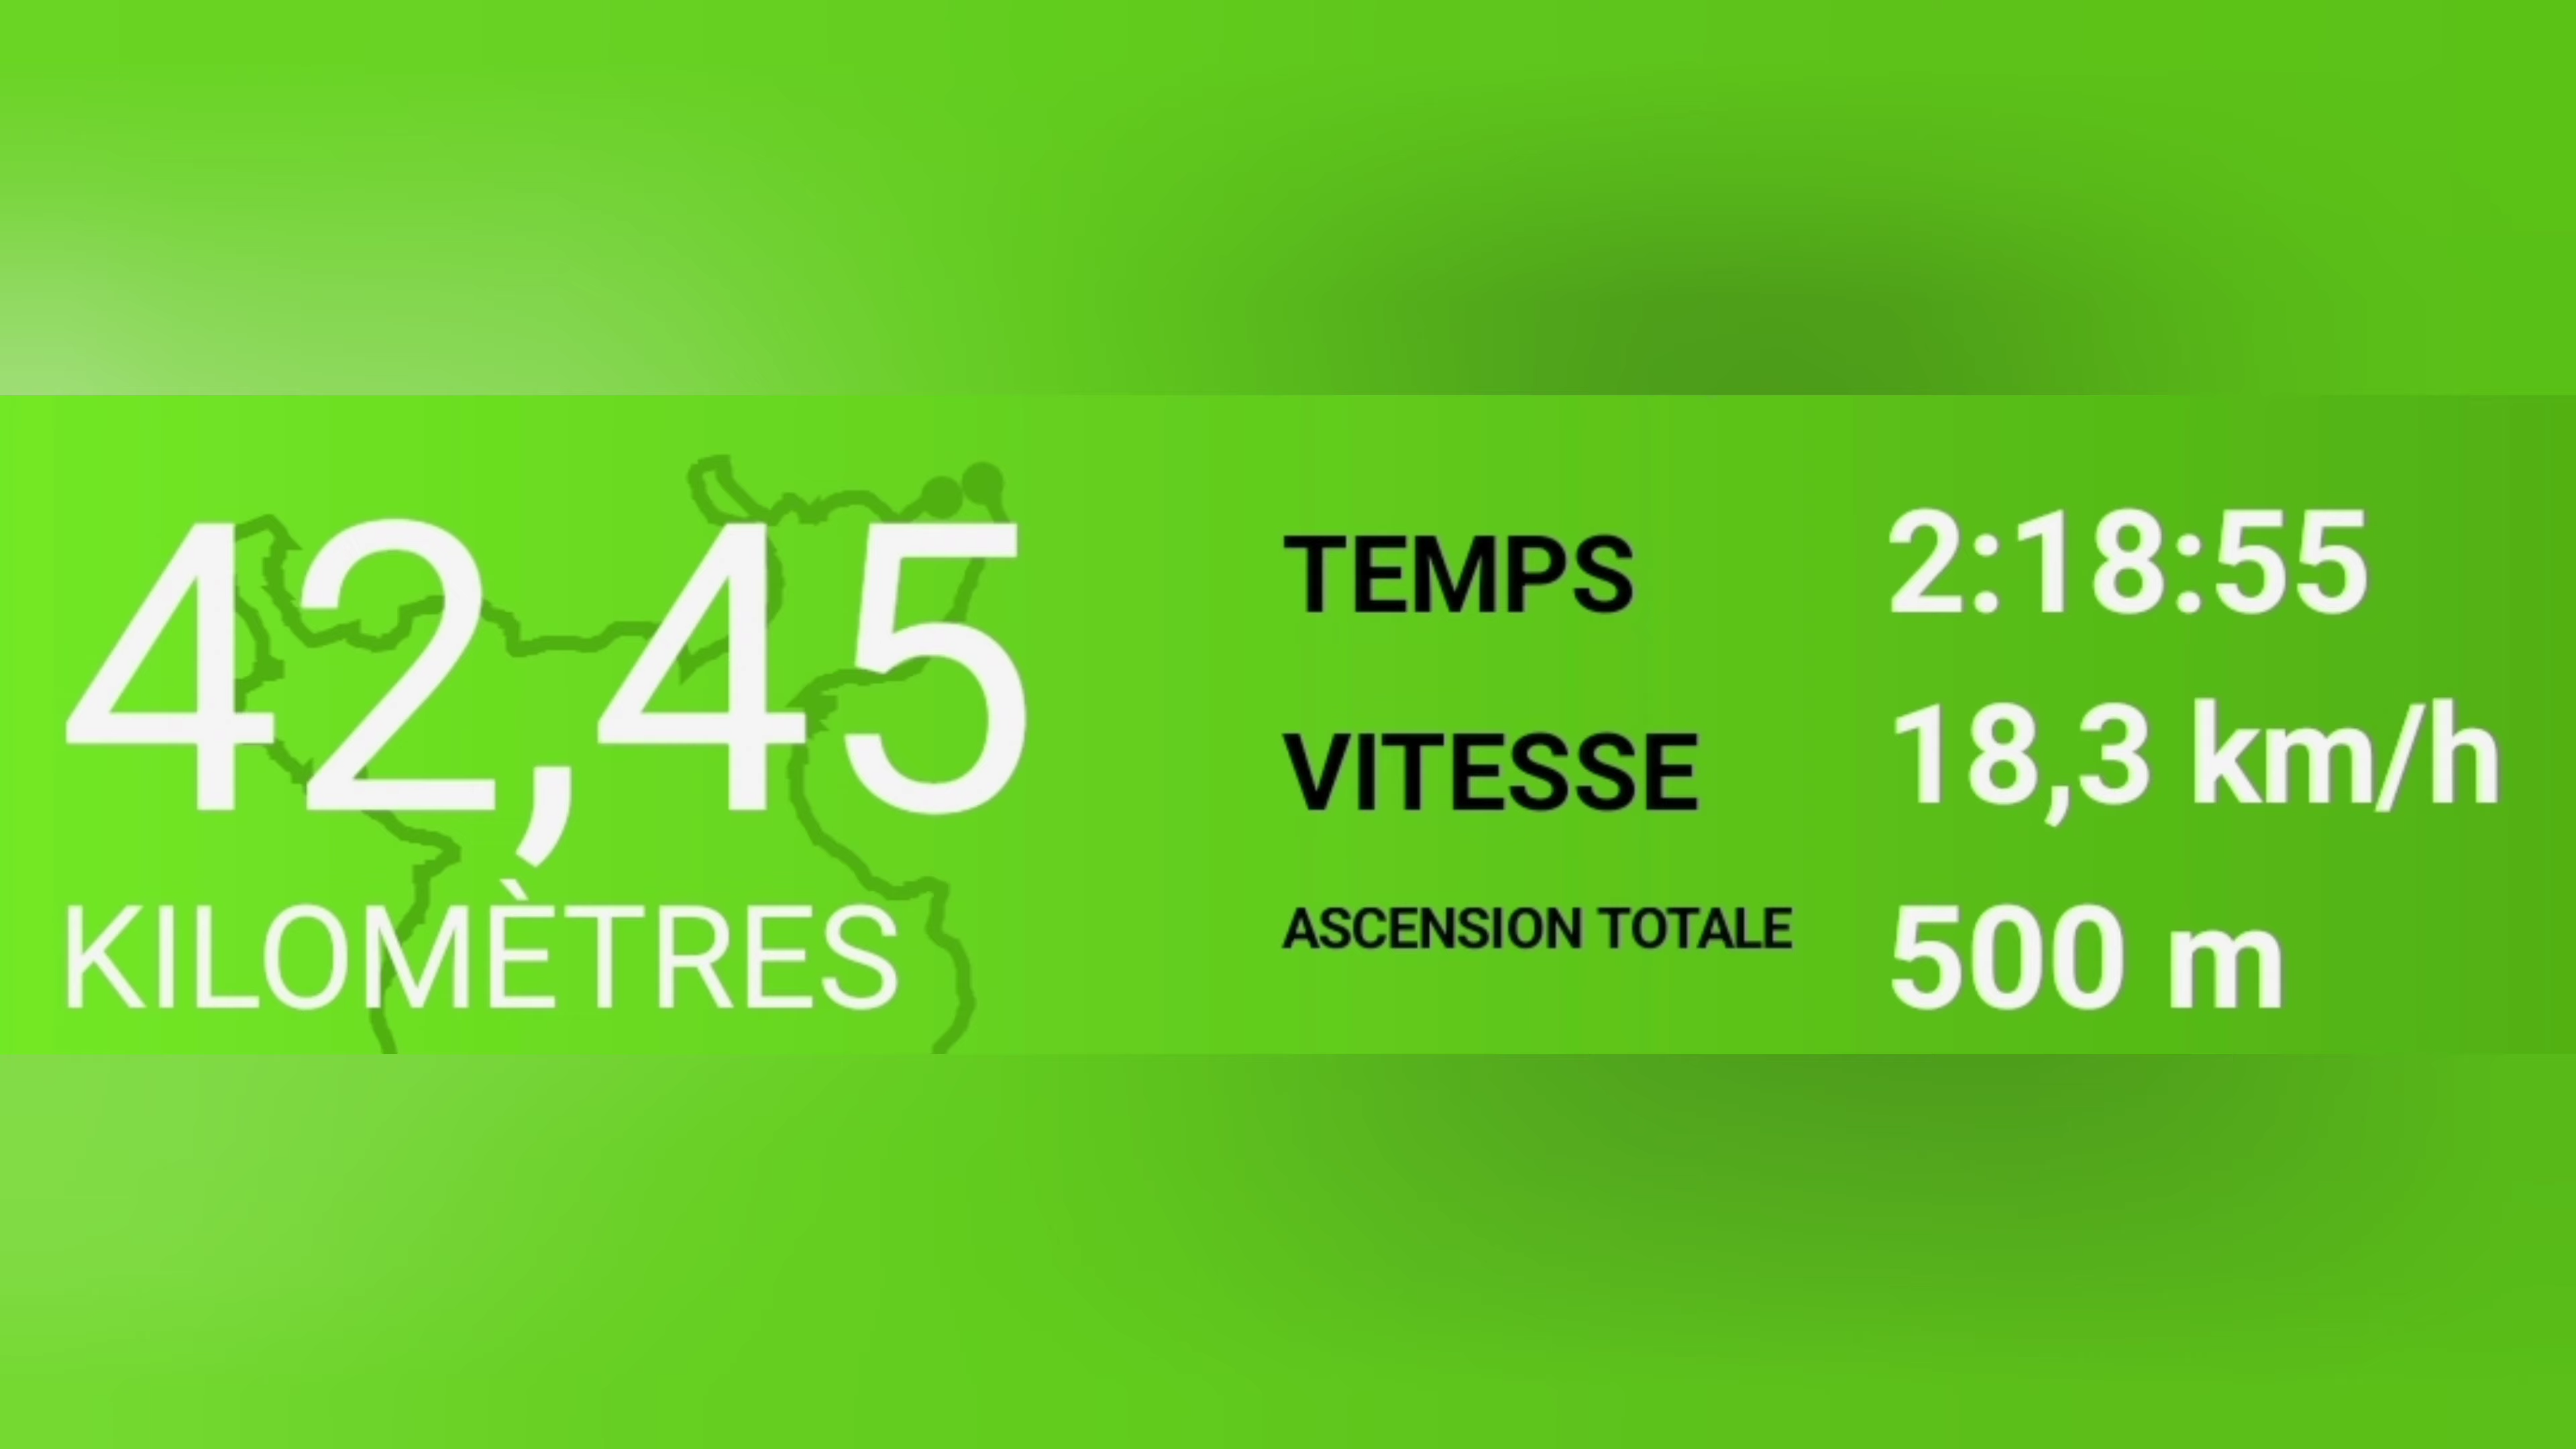 42,45
KILOMÈTRES
TEMPS 2:18:55
VITESSE 18,3 km/h
ASCENSION TOTALE 500 m